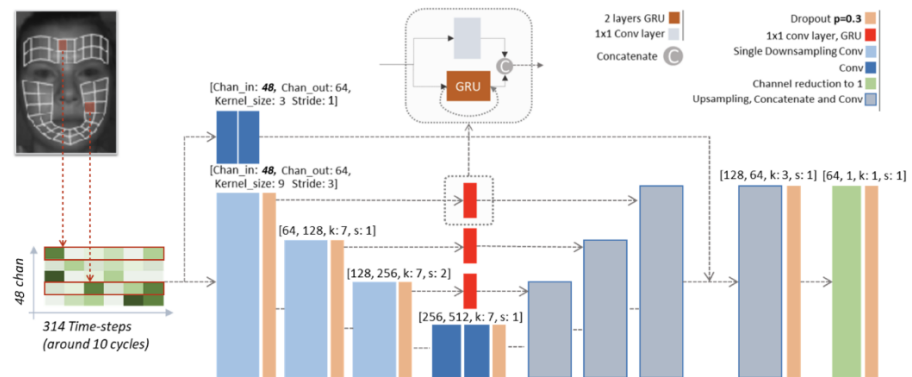 2 layers GRU
1x1 Conv layer
Concatenate C
GRU
C
Dropout p=0.3
1x1 conv layer, GRU
Single Downsampling Conv
Conv
Channel reduction to 1
Upsampling, Concatenate and Conv
[Chan_in: 48, Chan_out: 64,
Kernel_size: 3 Stride: 1]
[Chan_in: 48, Chan_out: 64,
Kernel_size: 9 Stride: 3]
[64, 128, k: 7, s: 1]
[128, 256, k: 7, s: 2]
[256, 512, k: 7, s: 1]
[128, 64, k: 3, s: 1]
[64, 1, k: 1, s: 1]
48 chan
314 Time-steps
(around 10 cycles)